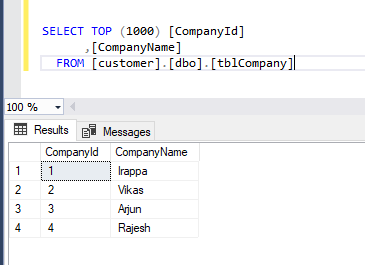 SELECT TOP (1000) [CompanyId]
,[CompanyName]
FROM [customer].[dbo].[tblCompany]
100 %
Results Messages
CompanyId CompanyName
1 1 Irappa
2 2 Vikas
3 3 Arjun
4 4 Rajesh